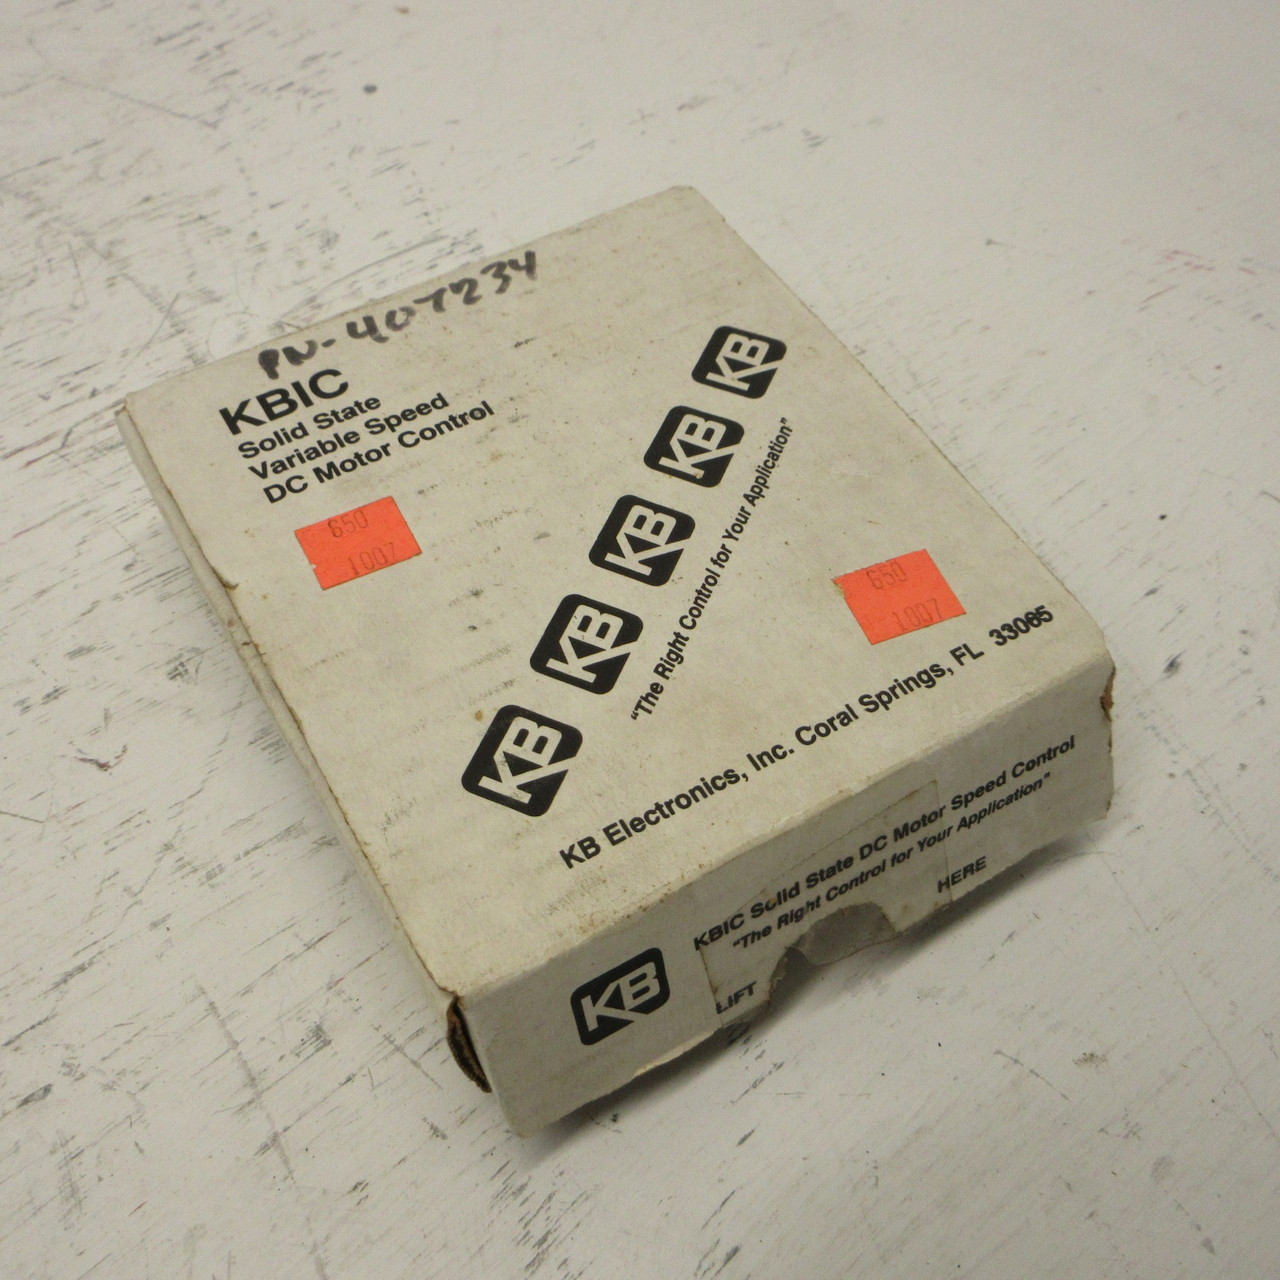 PN-407234
KBIC
Solid State
Variable Speed
DC Motor Control
650
1007
KB
KB
KB
KB
KB
"The Right Control for Your Application"
650
1007
KB Electronics, Inc. Coral Springs, FL 33065
KB
KBIC Solid State DC Motor Speed Control
"The Right Control for Your Application"
LIFT HERE